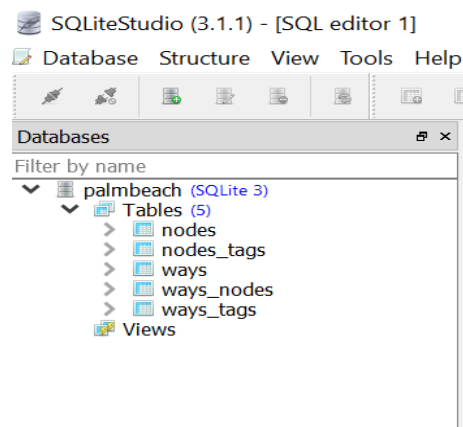 SQLiteStudio (3.1.1) - [SQL editor 1]
Database Structure View Tools Help
Databases
Filter by name
palmbeach (SQLite 3)
Tables (5)
nodes
nodes_tags
ways
ways_nodes
ways_tags
Views